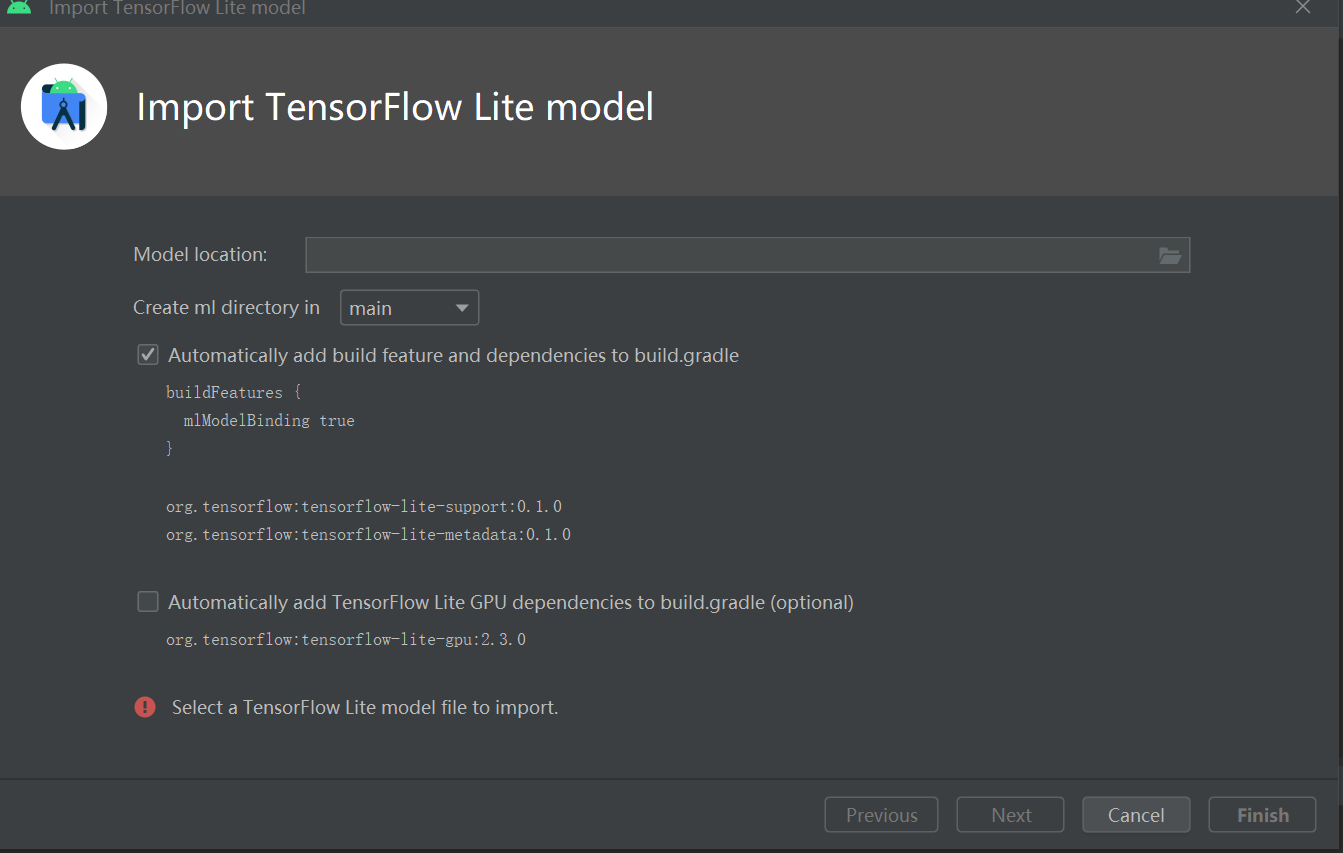 Import TensorFlow Lite model
Import TensorFlow Lite model
Model location:
Create ml directory in main
Automatically add build feature and dependencies to build.gradle
buildFeatures {
mlModelBinding true
}
org.tensorflow:tensorflow-lite-support:0.1.0
org.tensorflow:tensorflow-lite-metadata:0.1.0
Automatically add TensorFlow Lite GPU dependencies to build.gradle (optional)
org.tensorflow:tensorflow-lite-gpu:2.3.0
Select a TensorFlow Lite model file to import.
Previous Next Cancel Finish